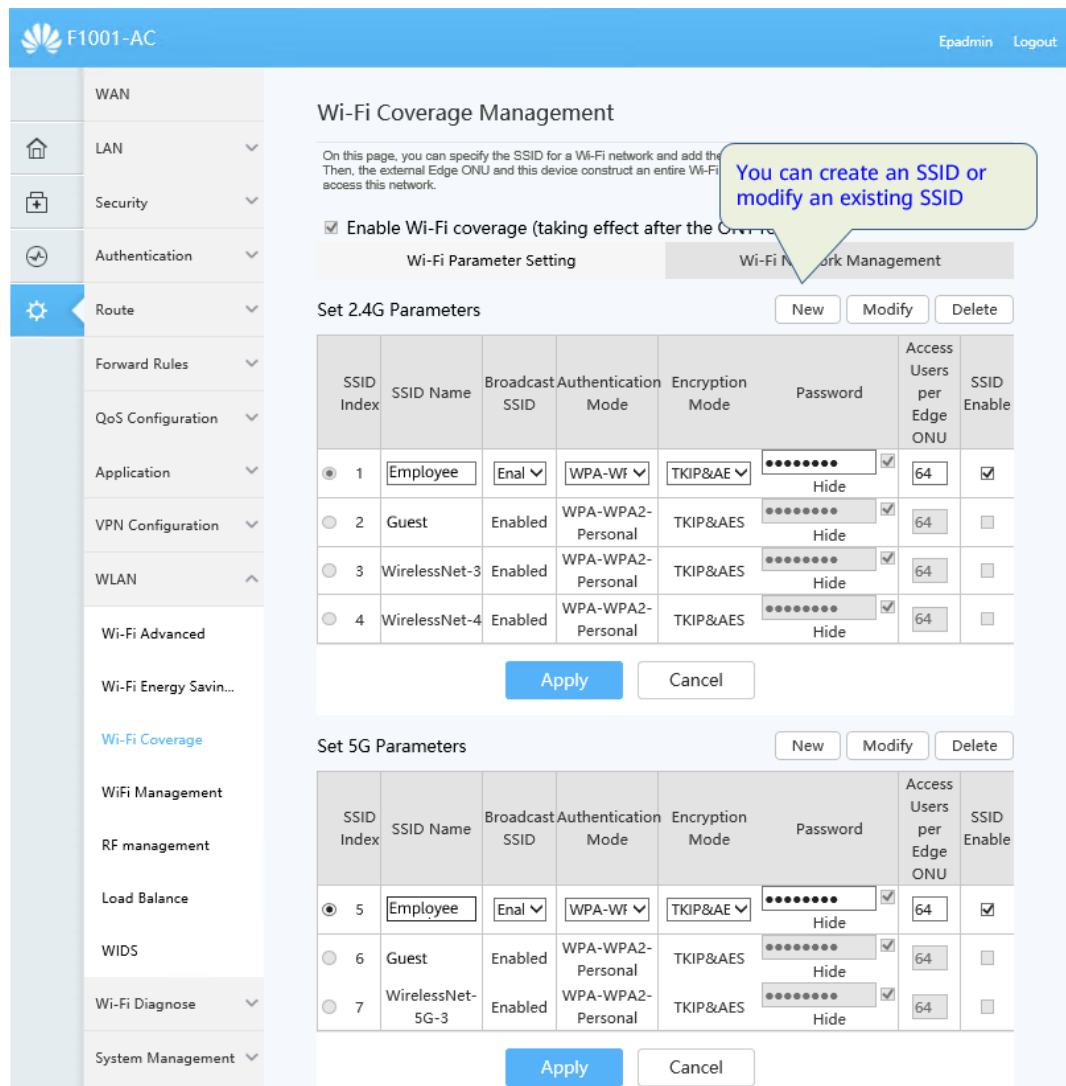 F1001-AC
Epadmin Logout
WAN
LAN
Security
Authentication
Route
Forward Rules
QoS Configuration
Application
VPN Configuration
WLAN
Wi-Fi Advanced
Wi-Fi Energy Savin...
Wi-Fi Coverage
WiFi Management
RF management
Load Balance
WIDS
Wi-Fi Diagnose
System Management
Wi-Fi Coverage Management
On this page, you can specify the SSID for a Wi-Fi network and add the
Then, the external Edge ONU and this device construct an entire Wi-Fi
access this network.
You can create an SSID or
modify an existing SSID
Enable Wi-Fi coverage (taking effect after the ONT
Wi-Fi Parameter Setting
Wi-Fi Network Management
Set 2.4G Parameters
New Modify Delete
SSID Index SSID Name Broadcast SSID Authentication Mode Encryption Mode Password Access Users per Edge ONU SSID Enable
1 Employee Enal WPA-WF TKIP&AE •••••••• Hide 64
2 Guest Enabled WPA-WPA2-Personal TKIP&AES •••••••• Hide 64
3 WirelessNet-3 Enabled WPA-WPA2-Personal TKIP&AES •••••••• Hide 64
4 WirelessNet-4 Enabled WPA-WPA2-Personal TKIP&AES •••••••• Hide 64
Apply Cancel
Set 5G Parameters
New Modify Delete
SSID Index SSID Name Broadcast SSID Authentication Mode Encryption Mode Password Access Users per Edge ONU SSID Enable
5 Employee Enal WPA-WF TKIP&AE •••••••• Hide 64
6 Guest Enabled WPA-WPA2-Personal TKIP&AES •••••••• Hide 64
7 WirelessNet-5G-3 Enabled WPA-WPA2-Personal TKIP&AES •••••••• Hide 64
Apply Cancel